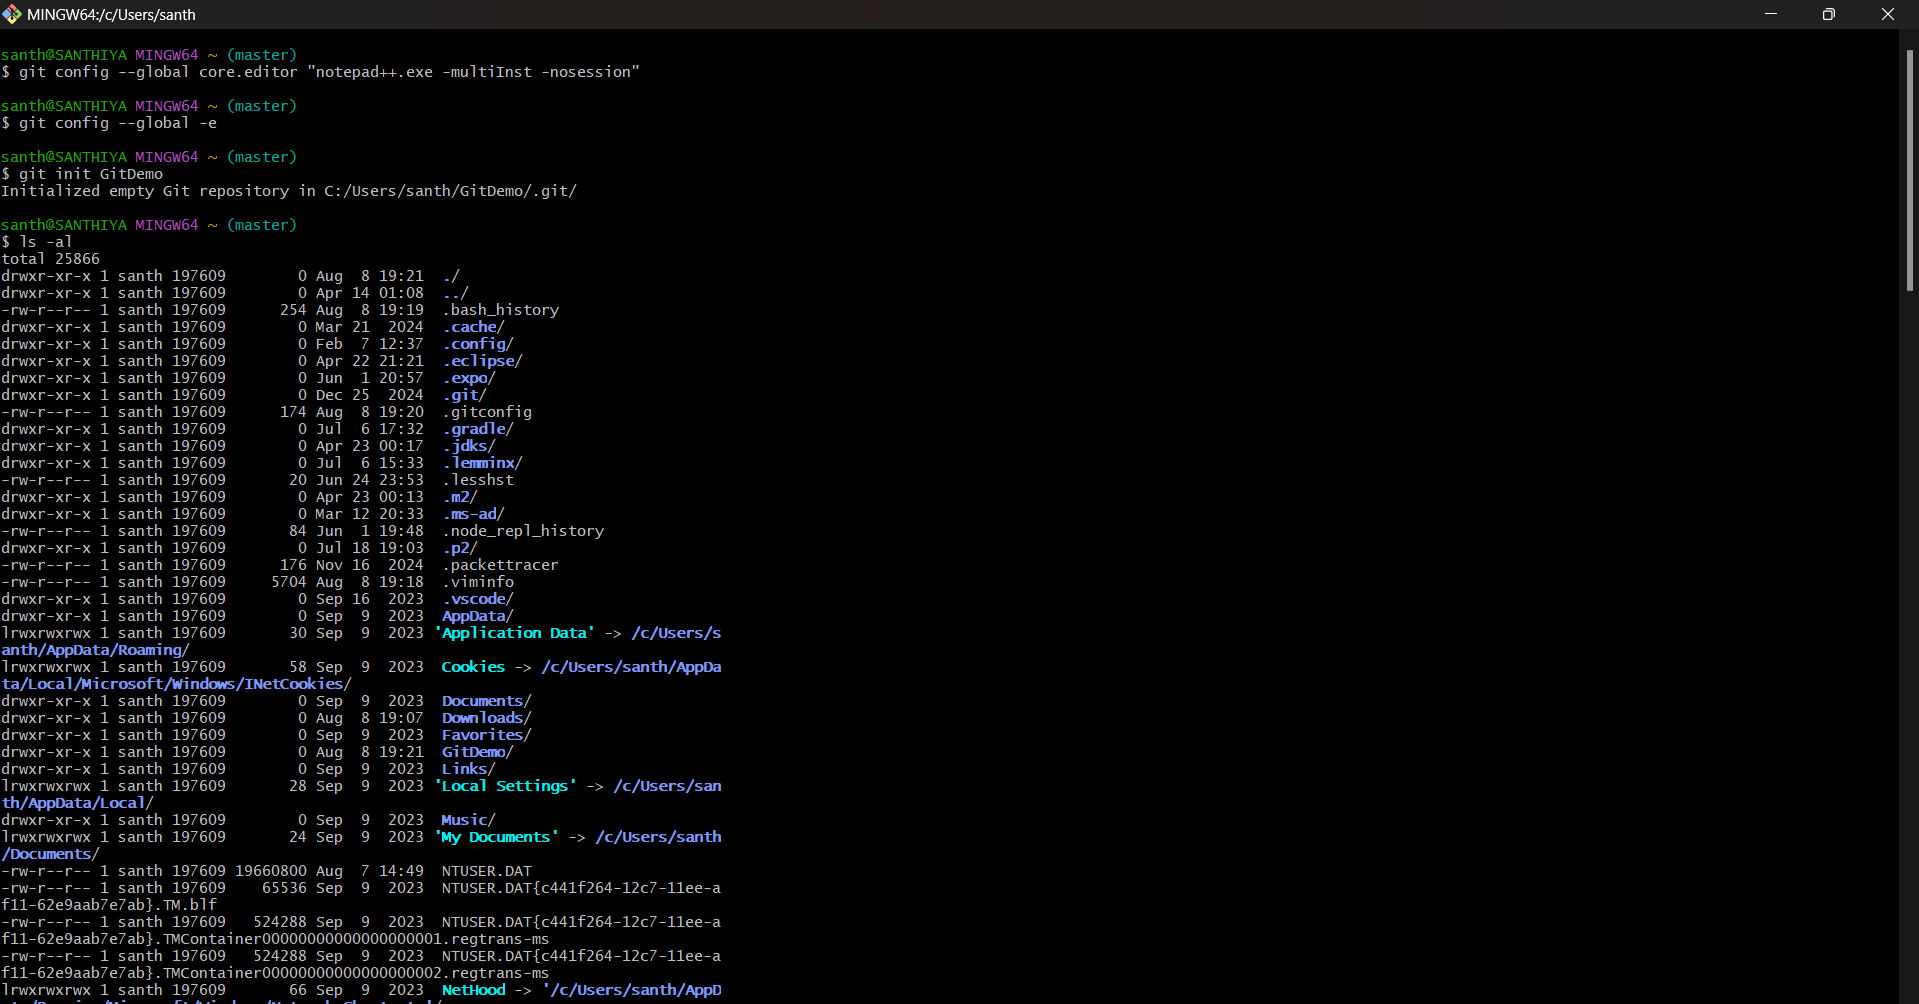 MINGW64:/c/Users/santh
santh@SANTHIYA MINGW64 ~ (master)
$ git config --global core.editor "notepad++.exe -multiInst -nosession"
santh@SANTHIYA MINGW64 ~ (master)
$ git config --global -e
santh@SANTHIYA MINGW64 ~ (master)
$ git init GitDemo
Initialized empty Git repository in C:/Users/santh/GitDemo/.git/
santh@SANTHIYA MINGW64 ~ (master)
$ ls -al
total 25866
drwxr-xr-x 1 santh 197609        0 Aug  8 19:21  ./
drwxr-xr-x 1 santh 197609        0 Apr 14 01:08  ../
-rw-r--r-- 1 santh 197609      254 Aug  8 19:19  .bash_history
drwxr-xr-x 1 santh 197609        0 Mar 21  2024  .cache/
drwxr-xr-x 1 santh 197609        0 Feb  7 12:37  .config/
drwxr-xr-x 1 santh 197609        0 Apr 22 21:21  .eclipse/
drwxr-xr-x 1 santh 197609        0 Jun  1 20:57  .expo/
drwxr-xr-x 1 santh 197609        0 Dec 25  2024  .git/
-rw-r--r-- 1 santh 197609      174 Aug  8 19:20  .gitconfig
drwxr-xr-x 1 santh 197609        0 Jul  6 17:32  .gradle/
drwxr-xr-x 1 santh 197609        0 Apr 23 00:17  .jdks/
drwxr-xr-x 1 santh 197609        0 Jul  6 15:33  .lemminx/
-rw-r--r-- 1 santh 197609       20 Jun 24 23:53  .lesshst
drwxr-xr-x 1 santh 197609        0 Apr 23 00:13  .m2/
drwxr-xr-x 1 santh 197609        0 Mar 12 20:33  .ms-ad/
-rw-r--r-- 1 santh 197609       84 Jun  1 19:48  .node_repl_history
drwxr-xr-x 1 santh 197609        0 Jul 18 19:03  .p2/
-rw-r--r-- 1 santh 197609      176 Nov 16  2024  .packettracer
-rw-r--r-- 1 santh 197609     5704 Aug  8 19:18  .viminfo
drwxr-xr-x 1 santh 197609        0 Sep 16  2023  .vscode/
drwxr-xr-x 1 santh 197609        0 Sep  9  2023  AppData/
lrwxrwxrwx 1 santh 197609       30 Sep  9  2023 'Application Data' -> /c/Users/s
anth/AppData/Roaming/
lrwxrwxrwx 1 santh 197609       58 Sep  9  2023  Cookies -> /c/Users/santh/AppDa
ta/Local/Microsoft/Windows/INetCookies/
drwxr-xr-x 1 santh 197609        0 Sep  9  2023  Documents/
drwxr-xr-x 1 santh 197609        0 Aug  8 19:07  Downloads/
drwxr-xr-x 1 santh 197609        0 Sep  9  2023  Favorites/
drwxr-xr-x 1 santh 197609        0 Aug  8 19:21  GitDemo/
drwxr-xr-x 1 santh 197609        0 Sep  9  2023  Links/
lrwxrwxrwx 1 santh 197609       28 Sep  9  2023 'Local Settings' -> /c/Users/san
th/AppData/Local/
drwxr-xr-x 1 santh 197609        0 Sep  9  2023  Music/
lrwxrwxrwx 1 santh 197609       24 Sep  9  2023 'My Documents' -> /c/Users/santh
/Documents/
-rw-r--r-- 1 santh 197609 19660800 Aug  7 14:49  NTUSER.DAT
-rw-r--r-- 1 santh 197609    65536 Sep  9  2023  NTUSER.DAT{c441f264-12c7-11ee-a
f11-62e9aab7e7ab}.TM.blf
-rw-r--r-- 1 santh 197609   524288 Sep  9  2023  NTUSER.DAT{c441f264-12c7-11ee-a
f11-62e9aab7e7ab}.TMContainer00000000000000000001.regtrans-ms
-rw-r--r-- 1 santh 197609   524288 Sep  9  2023  NTUSER.DAT{c441f264-12c7-11ee-a
f11-62e9aab7e7ab}.TMContainer00000000000000000002.regtrans-ms
lrwxrwxrwx 1 santh 197609       66 Sep  9  2023  NetHood -> '/c/Users/santh/AppD